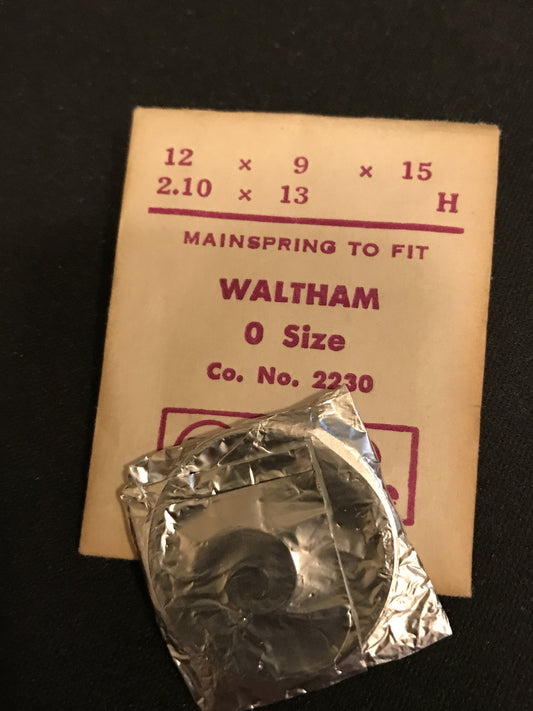 12 × 9 × 15
2.10 × 13 H
MAINSPRING TO FIT
WALTHAM
0 Size
Co. No. 2230